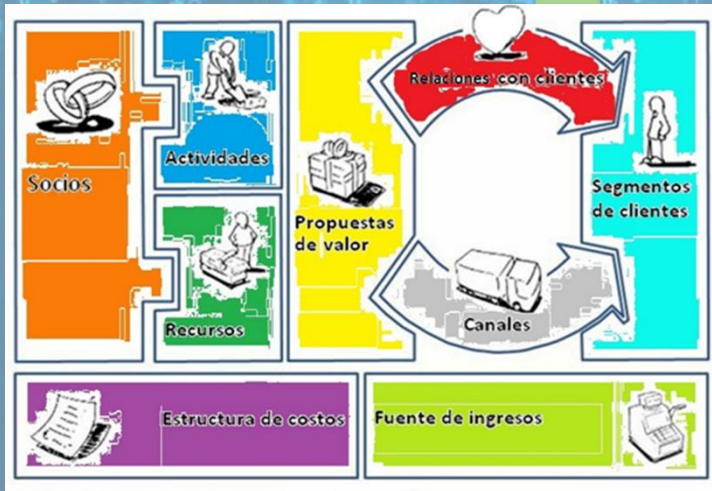 Socios
Actividades
Recursos
Propuestas
de valor
Relaciones con clientes
Canales
Segmentos
de clientes
Estructura de costos
Fuente de ingresos